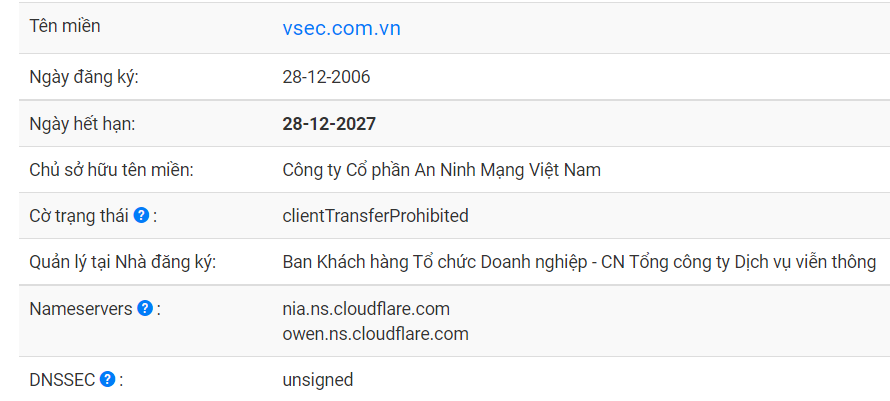 Tên miền vsec.com.vn
Ngày đăng ký: 28-12-2006
Ngày hết hạn: 28-12-2027
Chủ sở hữu tên miền: Công ty Cổ phần An Ninh Mạng Việt Nam
Cờ trạng thái ? : clientTransferProhibited
Quản lý tại Nhà đăng ký: Ban Khách hàng Tổ chức Doanh nghiệp - CN Tổng công ty Dịch vụ viễn thông
Nameservers ? : nia.ns.cloudflare.com
owen.ns.cloudflare.com
DNSSEC ? : unsigned